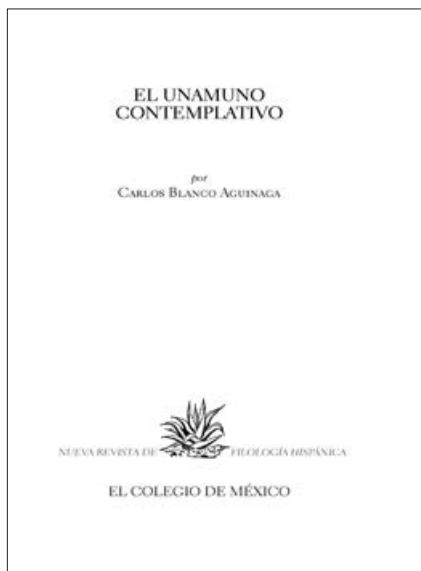 EL UNAMUNO
CONTEMPLATIVO
por
CARLOS BLANCO AGUINAGA
NUEVA REVISTA DE FILOLOGÍA HISPÁNICA
EL COLEGIO DE MÉXICO